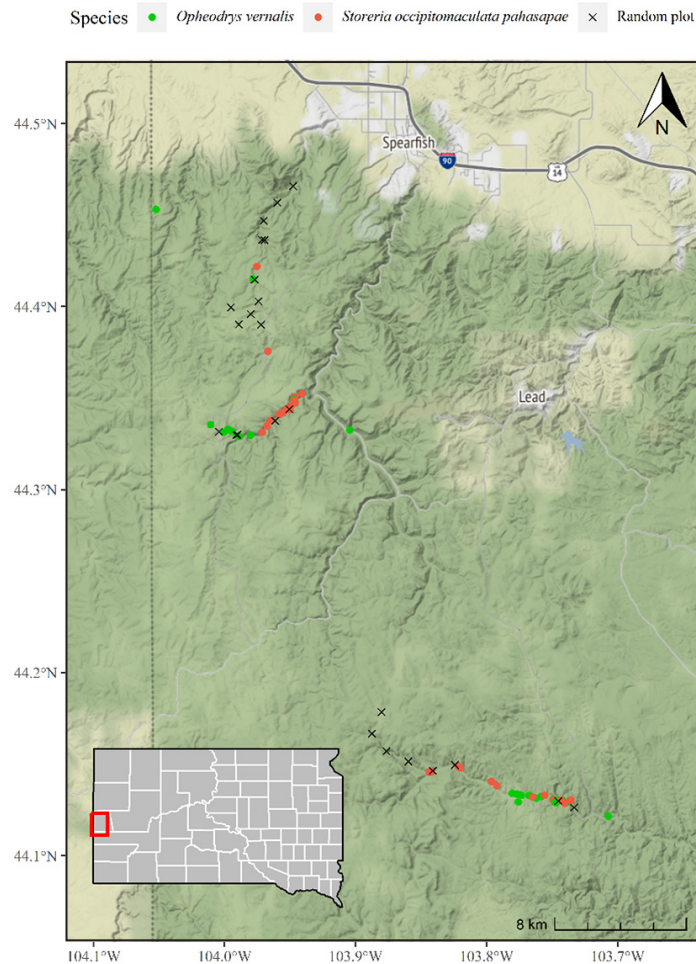 Species Opheodrys vernalis Storeria occipitomaculata pahasapae Random plot
44.5°N
N
Spearfish
90
14
44.4°N
Lead
44.3°N
44.2°N
44.1°N
8 km
104.1°W 104.0°W 103.9°W 103.8°W 103.7°W